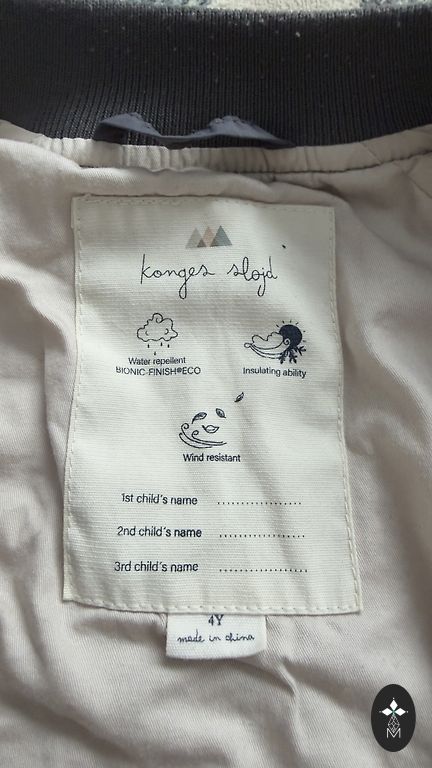 konges sløjd
Water repellent
BIONIC-FINISH®ECO
Insulating ability
Wind resistant
1st child's name ....................
2nd child's name ....................
3rd child's name ....................
4Y
made in china
M